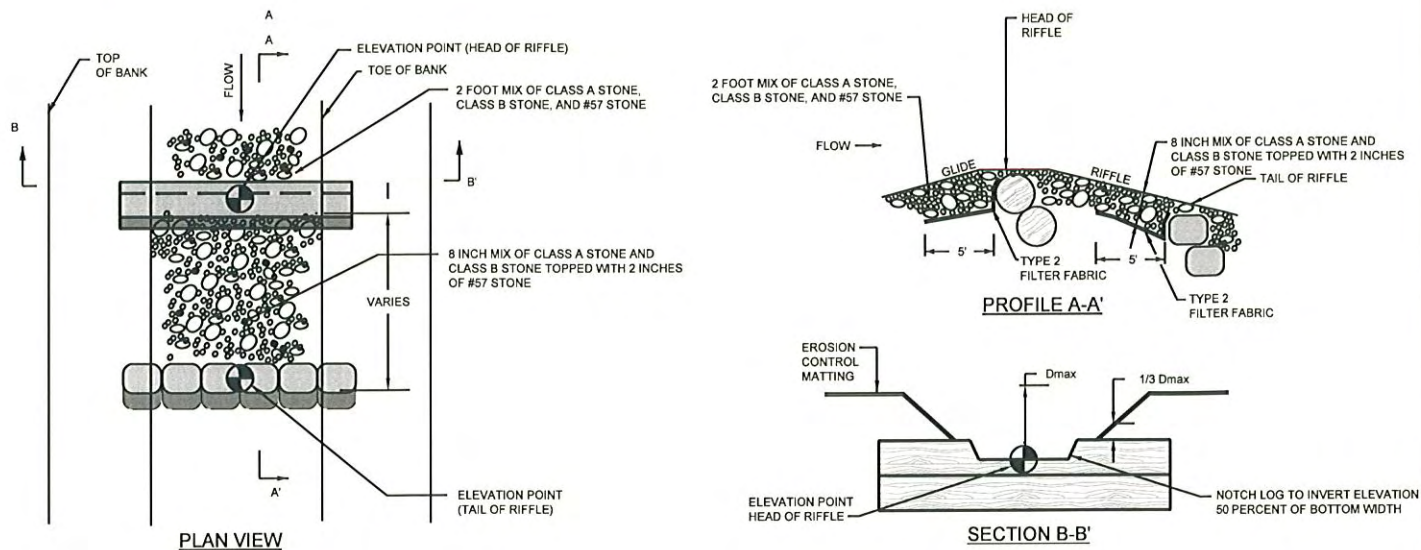 A
A
TOP
OF BANK
FLOW
ELEVATION POINT (HEAD OF RIFFLE)
TOE OF BANK
2 FOOT MIX OF CLASS A STONE,
CLASS B STONE, AND #57 STONE
B
B'
8 INCH MIX OF CLASS A STONE AND
CLASS B STONE TOPPED WITH 2 INCHES
OF #57 STONE
VARIES
A'
ELEVATION POINT
(TAIL OF RIFFLE)
PLAN VIEW
HEAD OF
RIFFLE
2 FOOT MIX OF CLASS A STONE,
CLASS B STONE, AND #57 STONE
FLOW
GLIDE
RIFFLE
8 INCH MIX OF CLASS A STONE AND
CLASS B STONE TOPPED WITH 2 INCHES
OF #57 STONE
TAIL OF RIFFLE
5'
TYPE 2
FILTER FABRIC
5'
TYPE 2
FILTER FABRIC
PROFILE A-A'
EROSION
CONTROL
MATTING
Dmax
1/3 Dmax
ELEVATION POINT
HEAD OF RIFFLE
NOTCH LOG TO INVERT ELEVATION
50 PERCENT OF BOTTOM WIDTH
SECTION B-B'